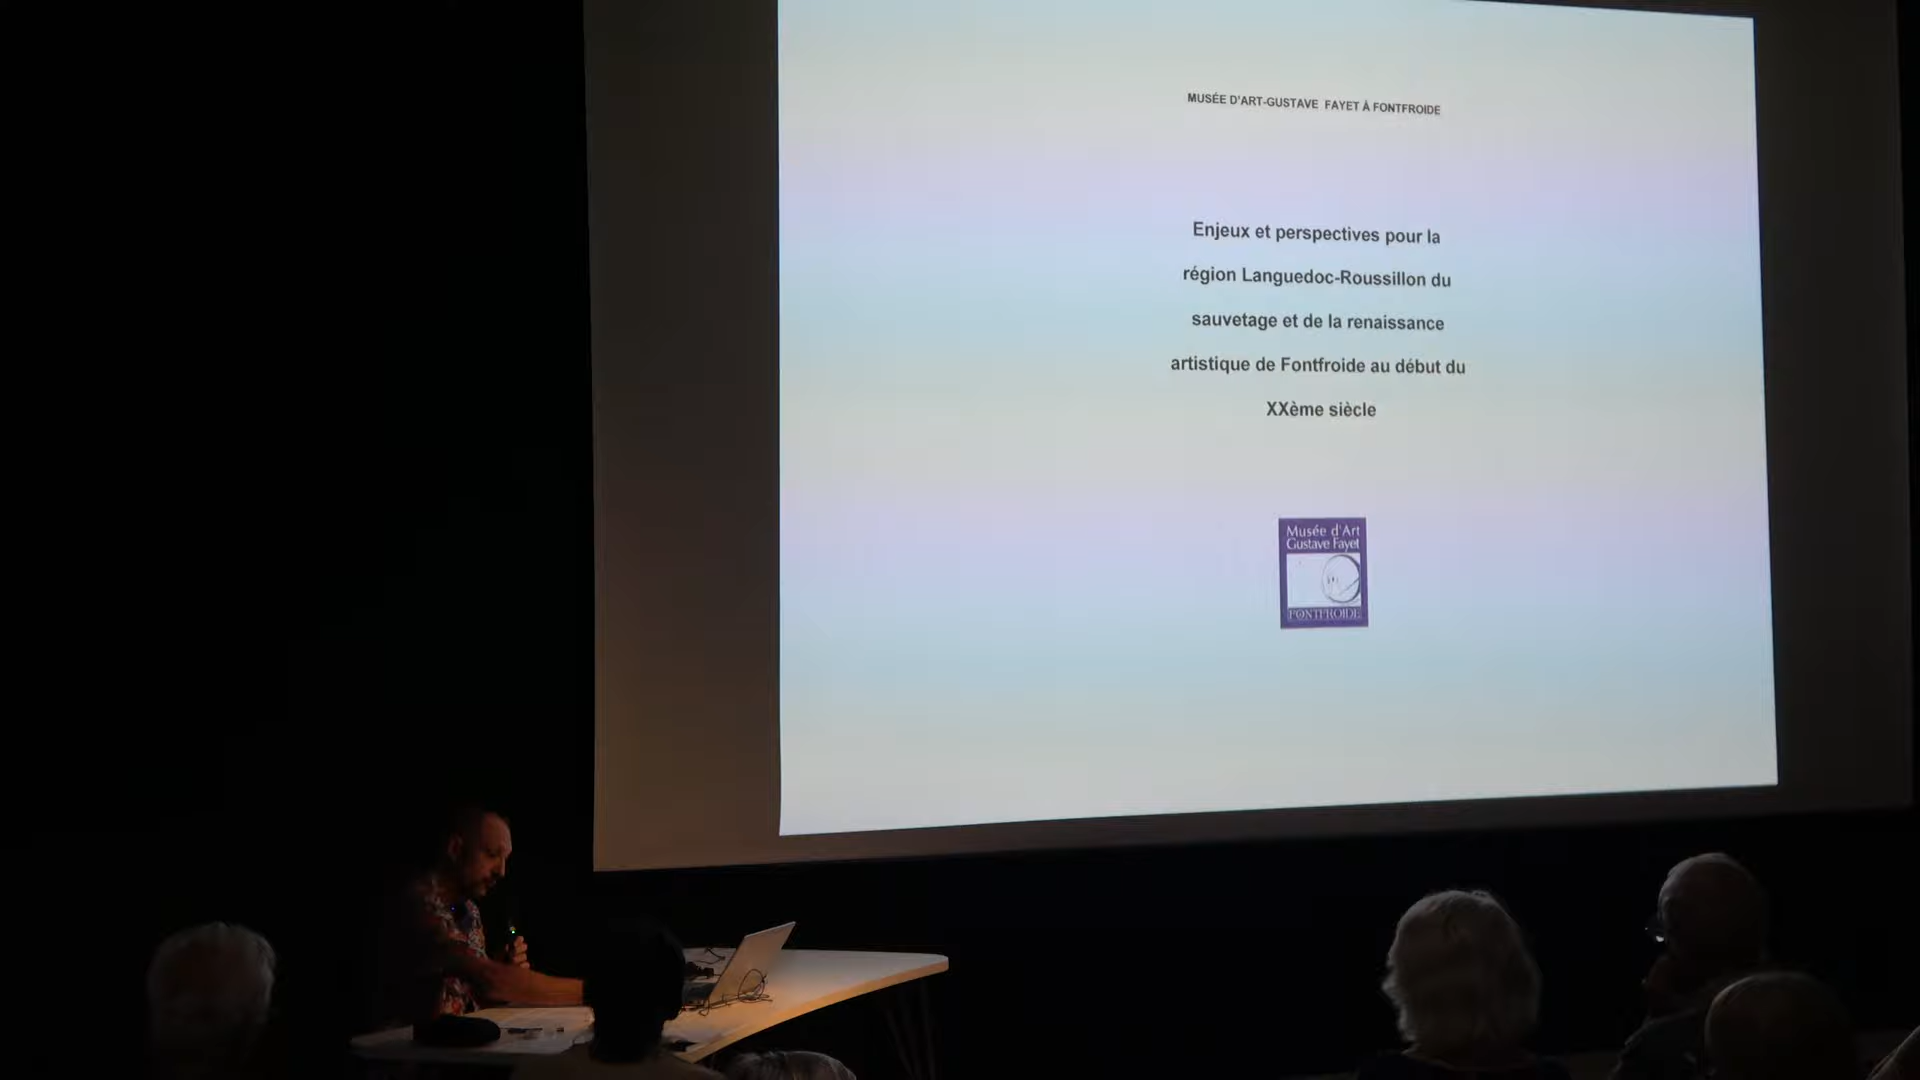 MUSÉE D'ART-GUSTAVE FAYET À FONTFROIDE
Enjeux et perspectives pour la
région Languedoc-Roussillon du
sauvetage et de la renaissance
artistique de Fontfroide au début du
XXème siècle
Musée d'Art
Gustave Fayet
FONTFROIDE